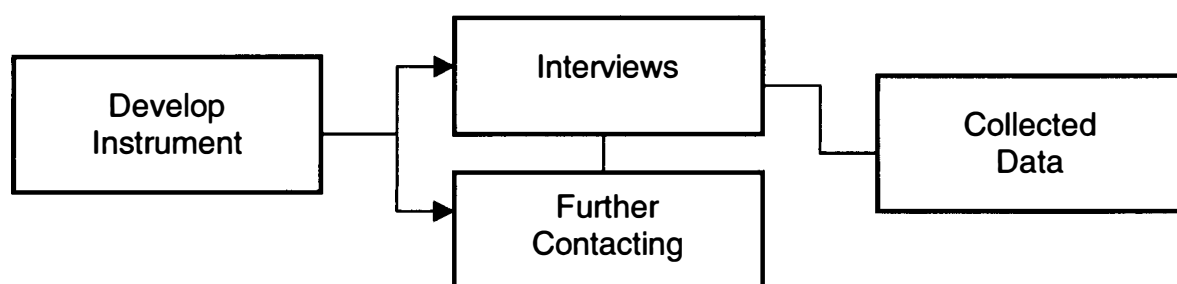 Develop
Instrument
Interviews
Further
Contacting
Collected
Data